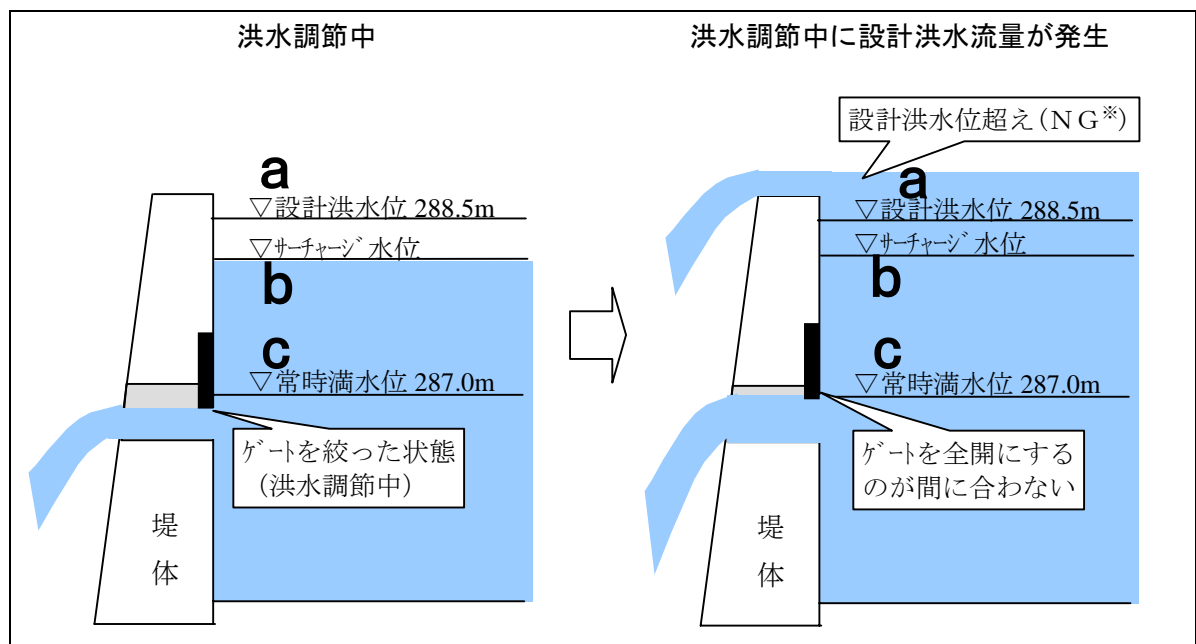 洪水調節中
a
▽設計洪水位 288.5m
▽ｻｰﾁｬｰｼﾞ水位
b
c
▽常時満水位 287.0m
ｹﾞｰﾄを絞った状態
(洪水調節中)
堤
体
洪水調節中に設計洪水流量が発生
設計洪水位超え(ＮＧ※)
a
▽設計洪水位 288.5m
▽ｻｰﾁｬｰｼﾞ水位
b
c
▽常時満水位 287.0m
ｹﾞｰﾄを全開にする
のが間に合わない
堤
体